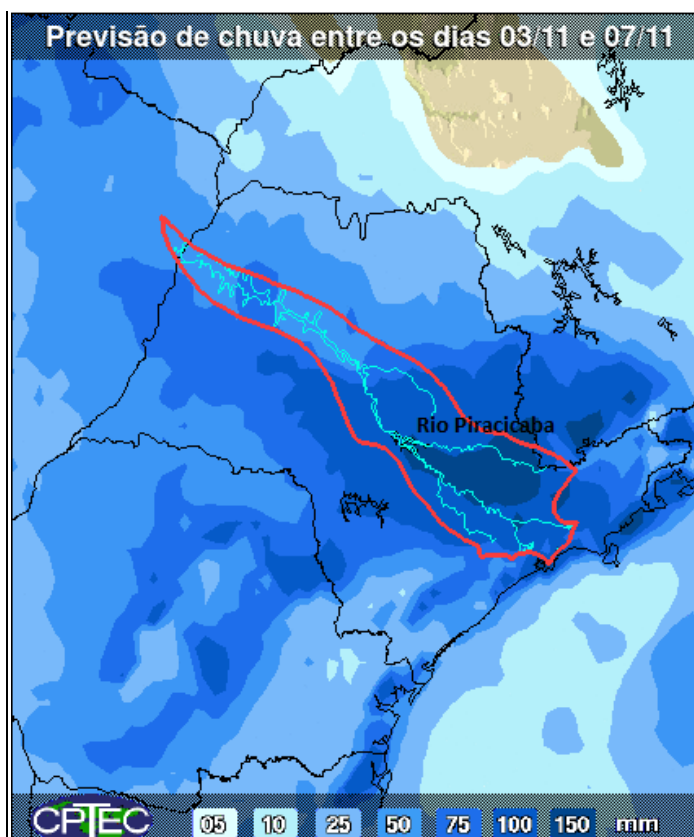 Previsão de chuva entre os dias 03/11 e 07/11
Rio Piracicaba
CPTEC 05 10 25 50 75 100 150 mm